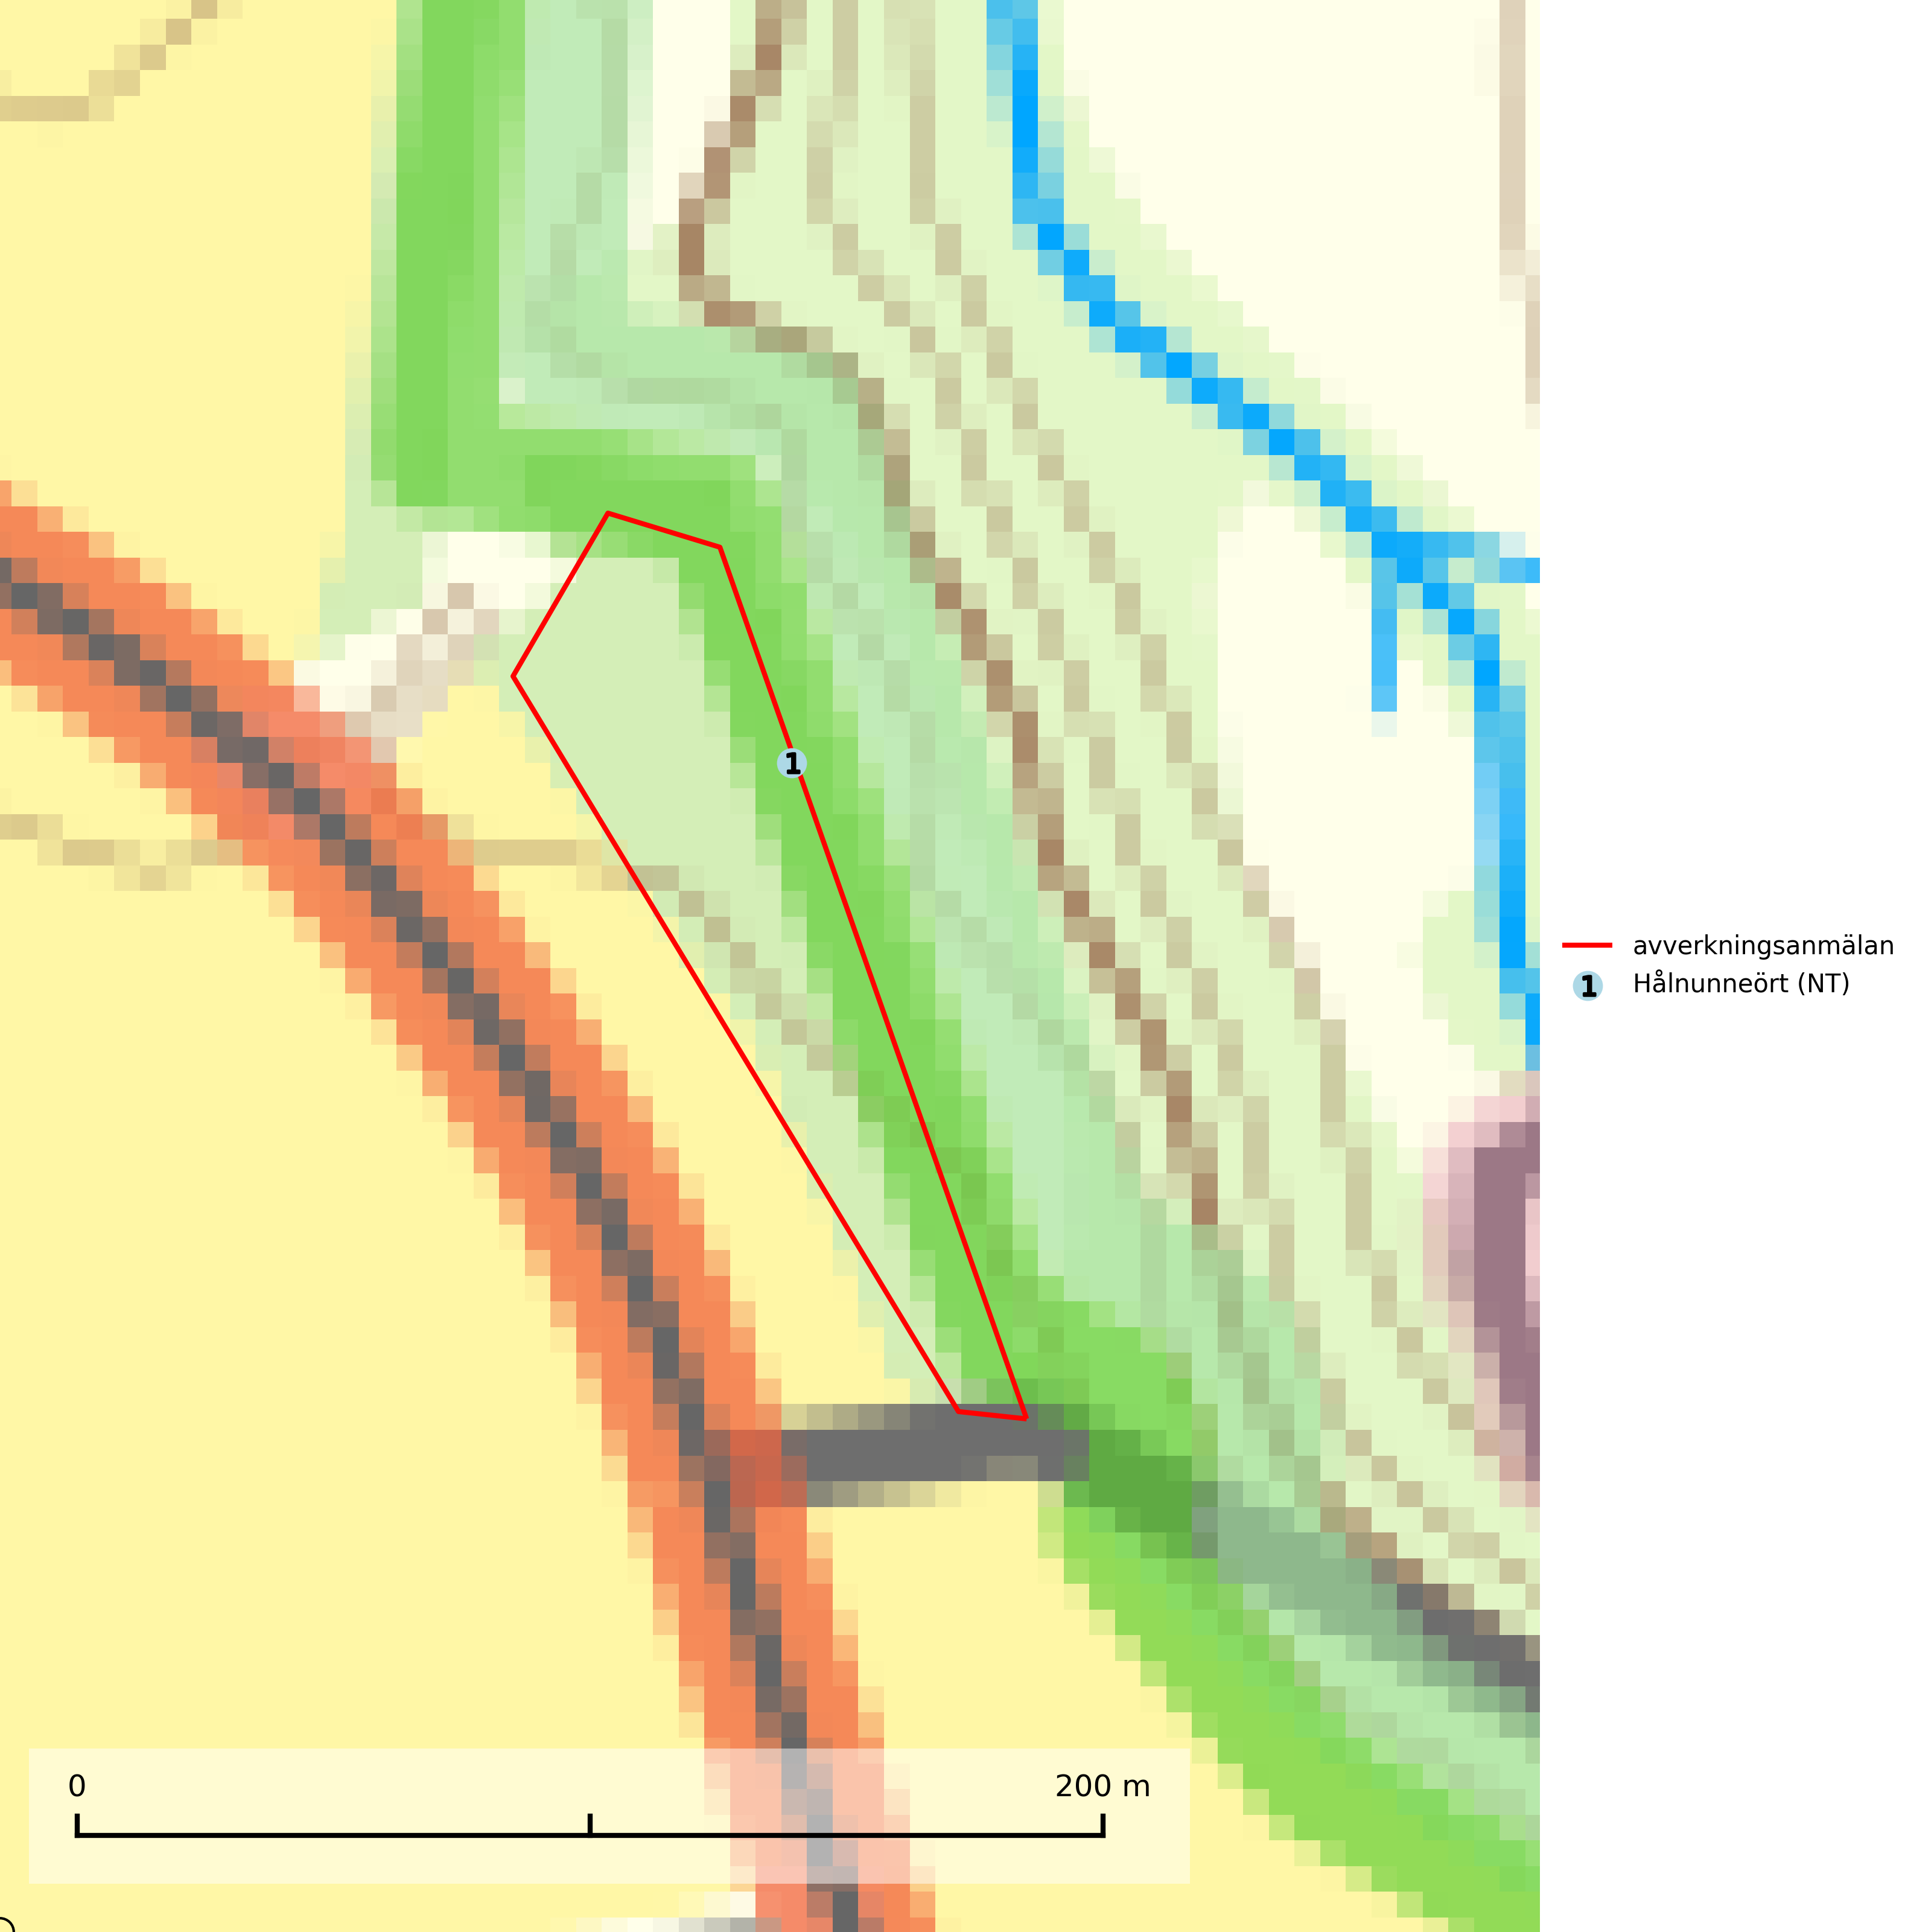 1
avverkningsanmälan
1 Hålnunneört (NT)
0 200 m